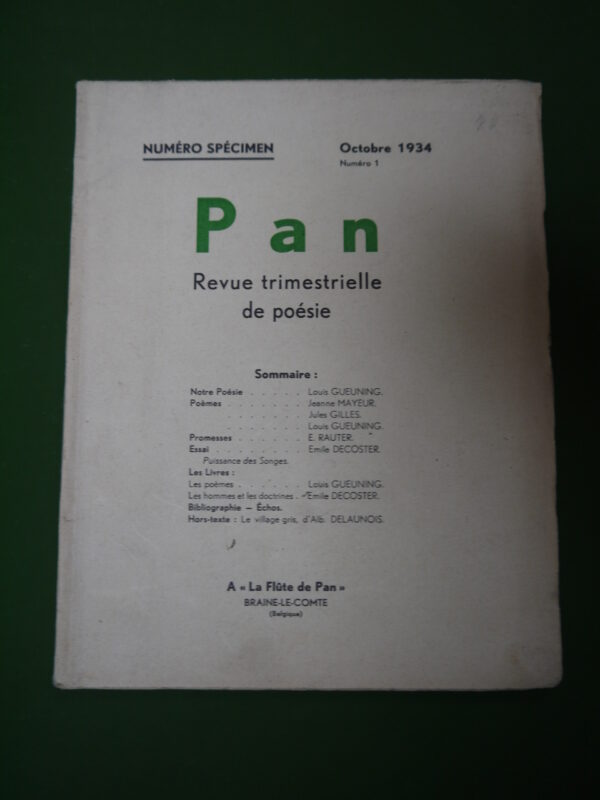 NUMÉRO SPÉCIMEN Octobre 1934
Numéro 1
Pan
Revue trimestrielle
de poésie
Sommaire :
Notre Poésie . . . . . Louis GUEUNING.
Poèmes . . . . . . . Jeanne MAYEUR.
. . . . . . . Jules GILLES.
. . . . . . . Louis GUEUNING.
Promesses . . . . . . E. RAUTER.
Essai . . . . . . . . Emile DECOSTER.
Puissance des Songes.
Les Livres :
Les poèmes . . . . . . Louis GUEUNING.
Les hommes et les doctrines . Emile DECOSTER.
Bibliographie — Échos.
Hors-texte : Le village gris, d'Alb. DELAUNOIS.
A « La Flûte de Pan »
BRAINE-LE-COMTE
(Belgique)